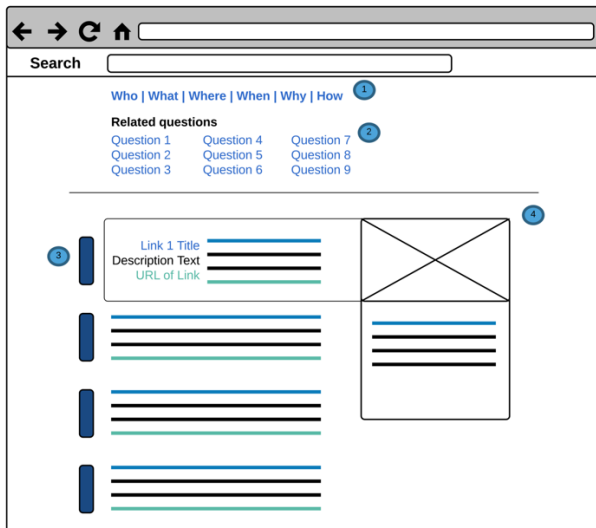 Search
Who | What | Where | When | Why | How 1
Related questions
Question 1 Question 4 Question 7 2
Question 2 Question 5 Question 8
Question 3 Question 6 Question 9
4
3
Link 1 Title
Description Text
URL of Link